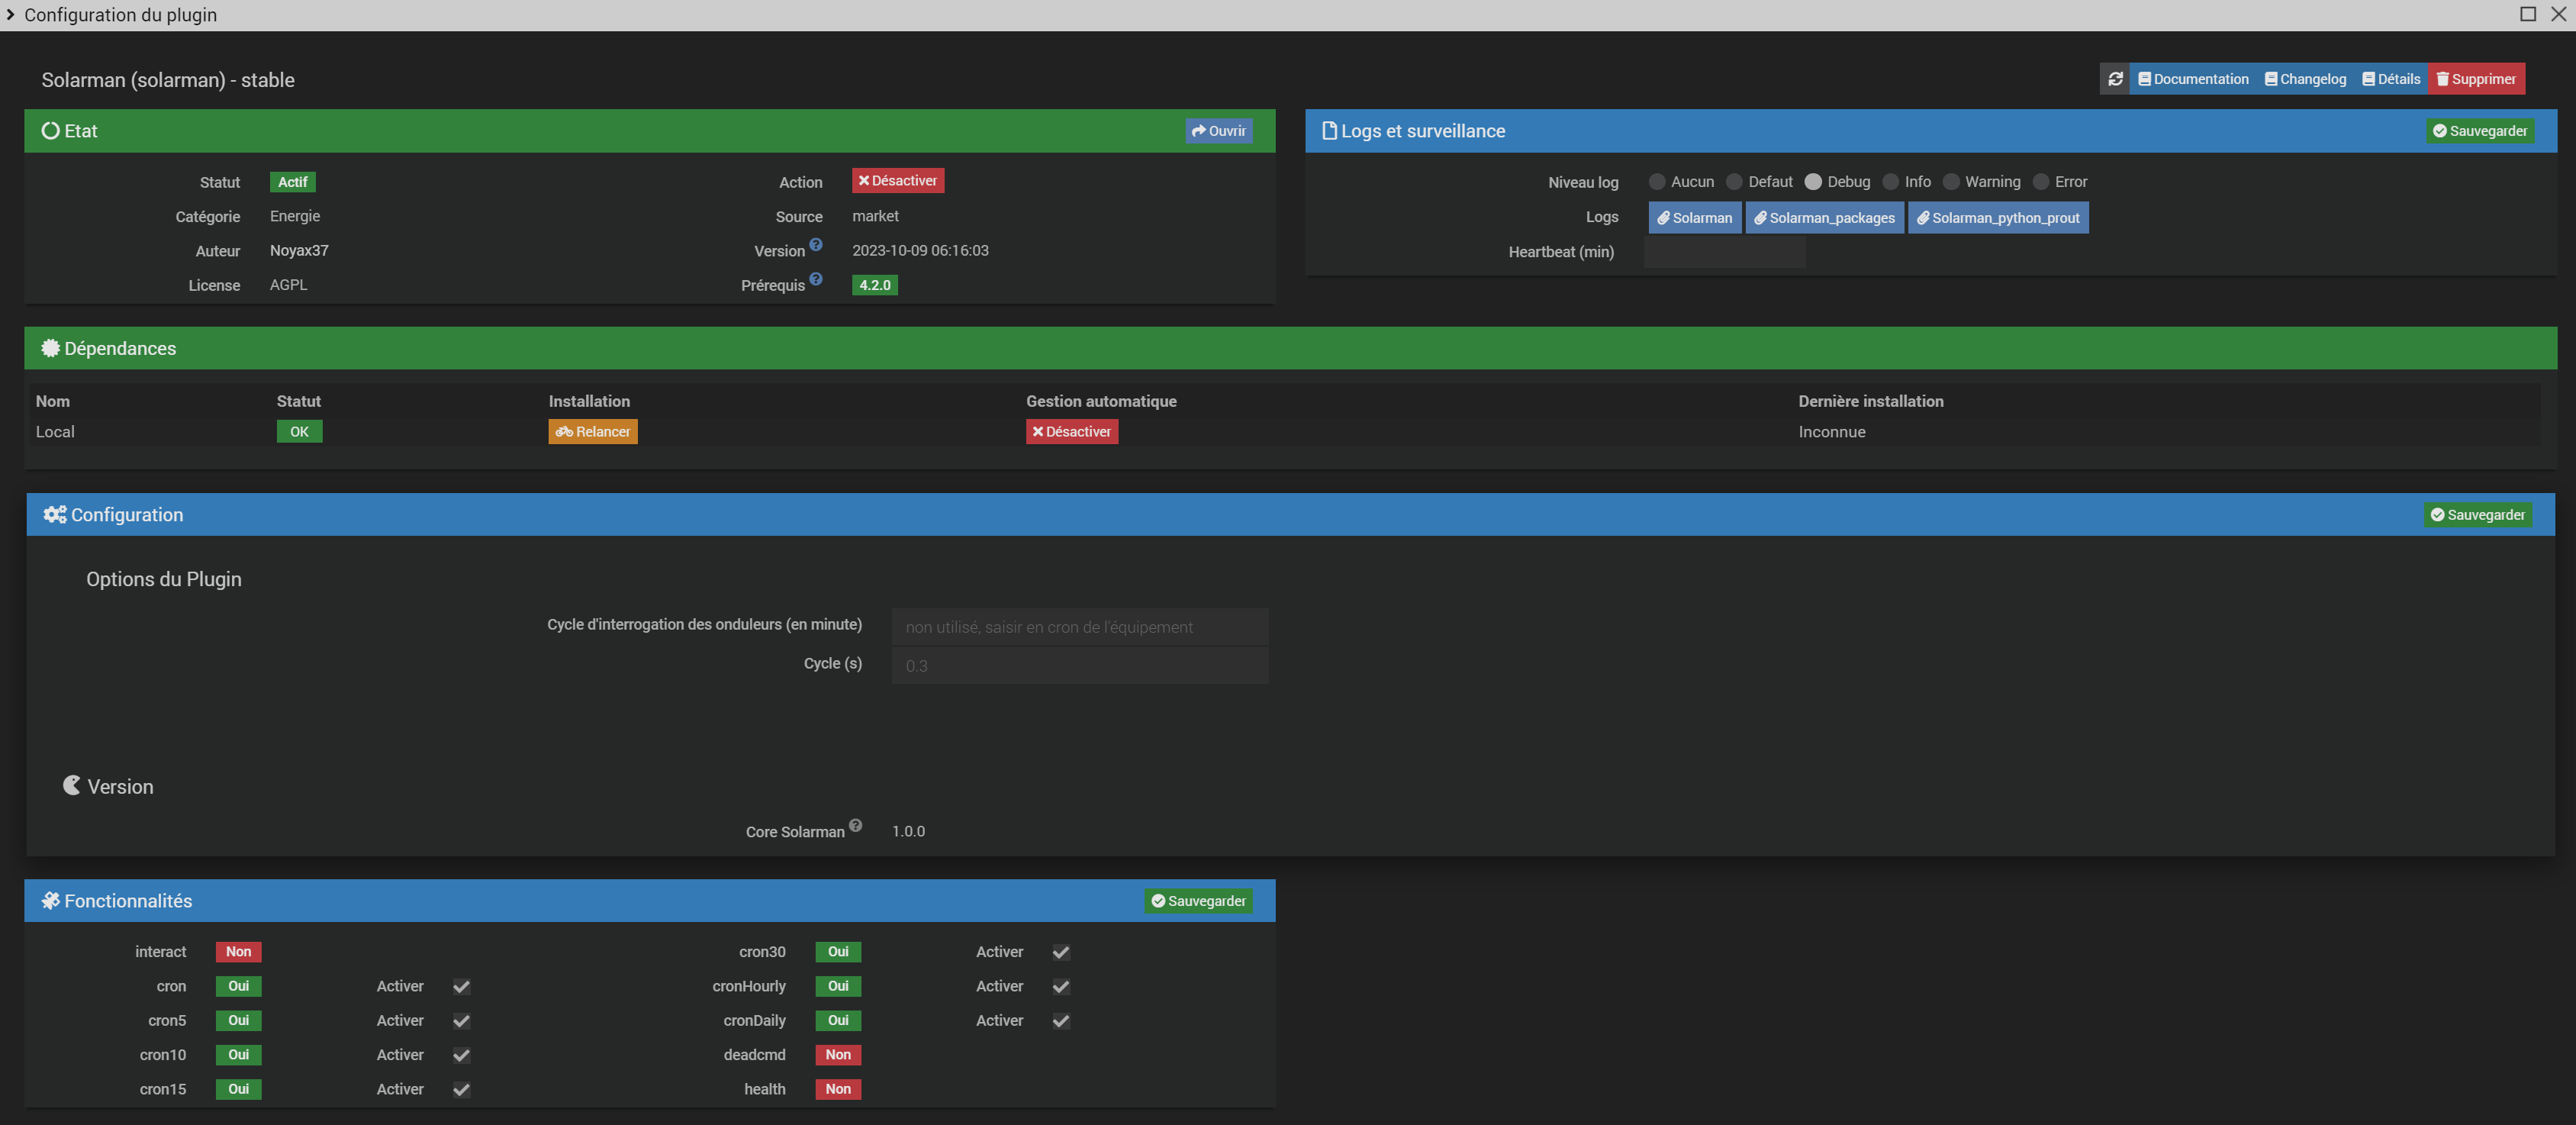 Configuration du plugin
Solarman (solarman) - stable
Documentation Changelog Détails Supprimer
Etat Ouvrir
Statut Actif Action Désactiver
Catégorie Energie Source market
Auteur Noyax37 Version 2023-10-09 06:16:03
License AGPL Prérequis 4.2.0
Logs et surveillance Sauvegarder
Niveau log Aucun Defaut Debug Info Warning Error
Logs Solarman Solarman_packages Solarman_python_prout
Heartbeat (min)
Dépendances
Nom Statut Installation Gestion automatique Dernière installation
Local OK Relancer Désactiver Inconnue
Configuration Sauvegarder
Options du Plugin
Cycle d'interrogation des onduleurs (en minute) non utilisé, saisir en cron de l'équipement
Cycle (s) 0.3
Version
Core Solarman 1.0.0
Fonctionnalités Sauvegarder
interact Non cron30 Oui Activer
cron Oui Activer cronHourly Oui Activer
cron5 Oui Activer cronDaily Oui Activer
cron10 Oui Activer deadcmd Non
cron15 Oui Activer health Non